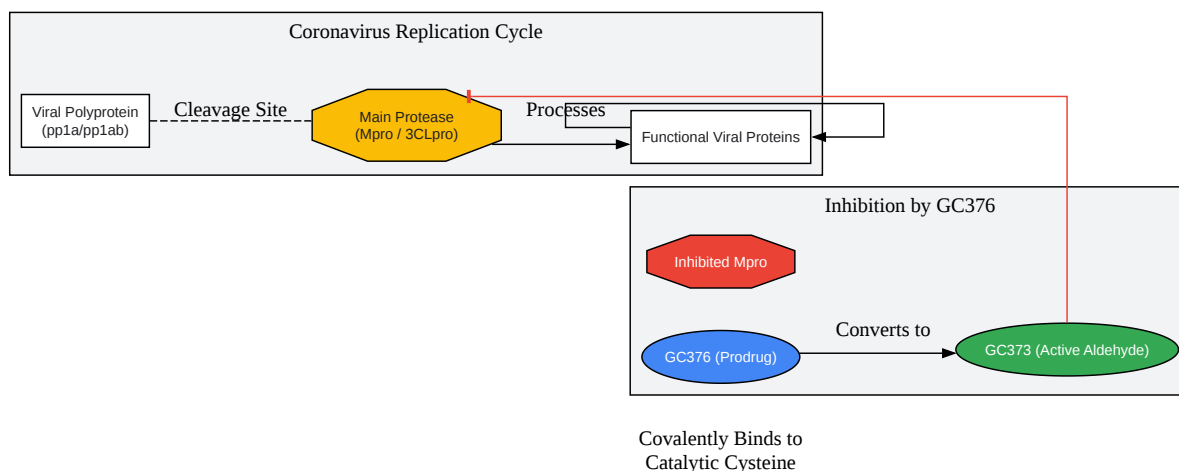 Coronavirus Replication Cycle
Viral Polyprotein
(pp1a/pp1ab)
Cleavage Site
Main Protease
(Mpro / 3CLpro)
Processes
Functional Viral Proteins
Inhibition by GC376
Inhibited Mpro
GC376 (Prodrug)
Converts to
GC373 (Active Aldehyde)
Covalently Binds to
Catalytic Cysteine